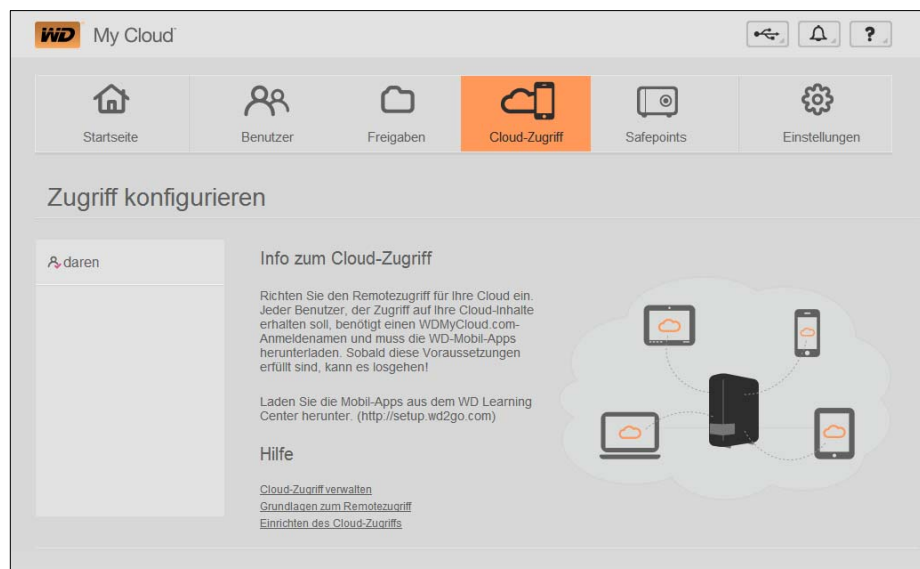 WD My Cloud
?
Startseite Benutzer Freigaben Cloud-Zugriff Safepoints Einstellungen
Zugriff konfigurieren
daren
Info zum Cloud-Zugriff
Richten Sie den Remotezugriff für Ihre Cloud ein.
Jeder Benutzer, der Zugriff auf Ihre Cloud-Inhalte
erhalten soll, benötigt einen WDMyCloud.com-
Anmeldenamen und muss die WD-Mobil-Apps
herunterladen. Sobald diese Voraussetzungen
erfüllt sind, kann es losgehen!
Laden Sie die Mobil-Apps aus dem WD Learning
Center herunter. (http://setup.wd2go.com)
Hilfe
Cloud-Zugriff verwalten
Grundlagen zum Remotezugriff
Einrichten des Cloud-Zugriffs